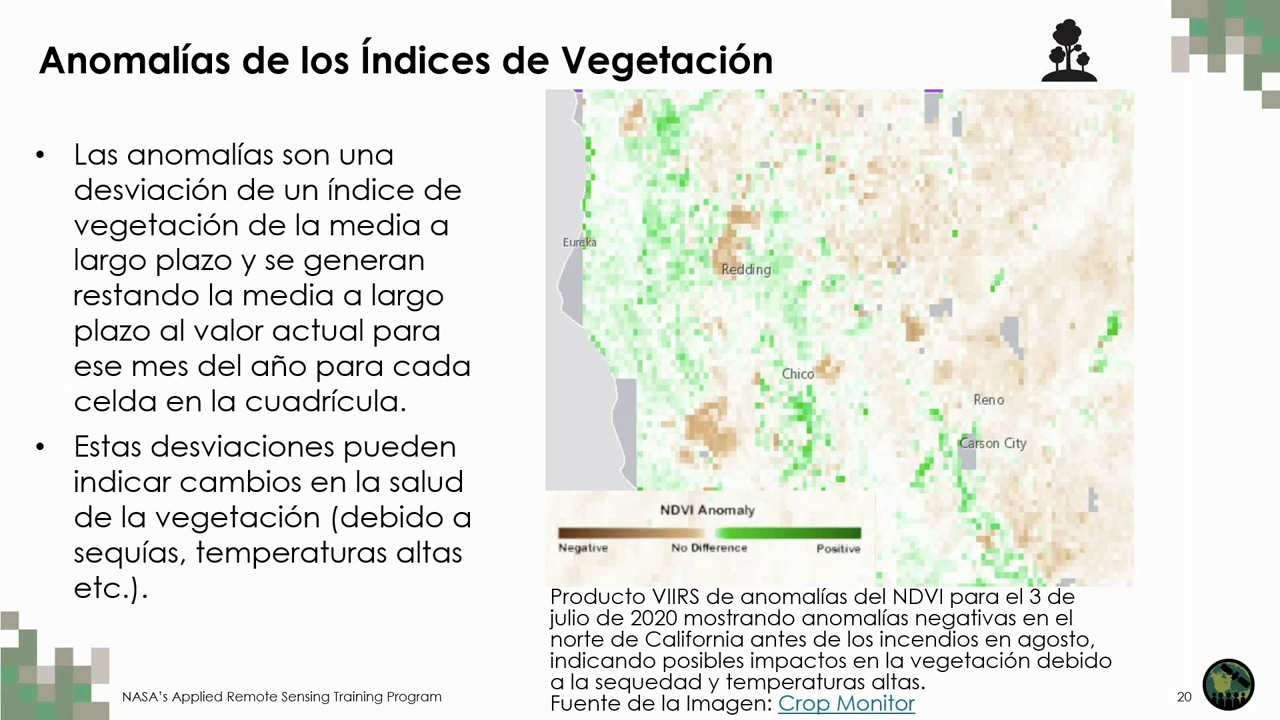 Anomalías de los Índices de Vegetación
• Las anomalías son una
desviación de un índice de
vegetación de la media a
largo plazo y se generan
restando la media a largo
plazo al valor actual para
ese mes del año para cada
celda en la cuadrícula.
• Estas desviaciones pueden
indicar cambios en la salud
de la vegetación (debido a
sequías, temperaturas altas
etc.).
Eureka
Redding
Chico
Reno
Carson City
NDVI Anomaly
Negative No Difference Positive
Producto VIIRS de anomalías del NDVI para el 3 de
julio de 2020 mostrando anomalías negativas en el
norte de California antes de los incendios en agosto,
indicando posibles impactos en la vegetación debido
a la sequedad y temperaturas altas.
Fuente de la Imagen: Crop Monitor
NASA's Applied Remote Sensing Training Program
20